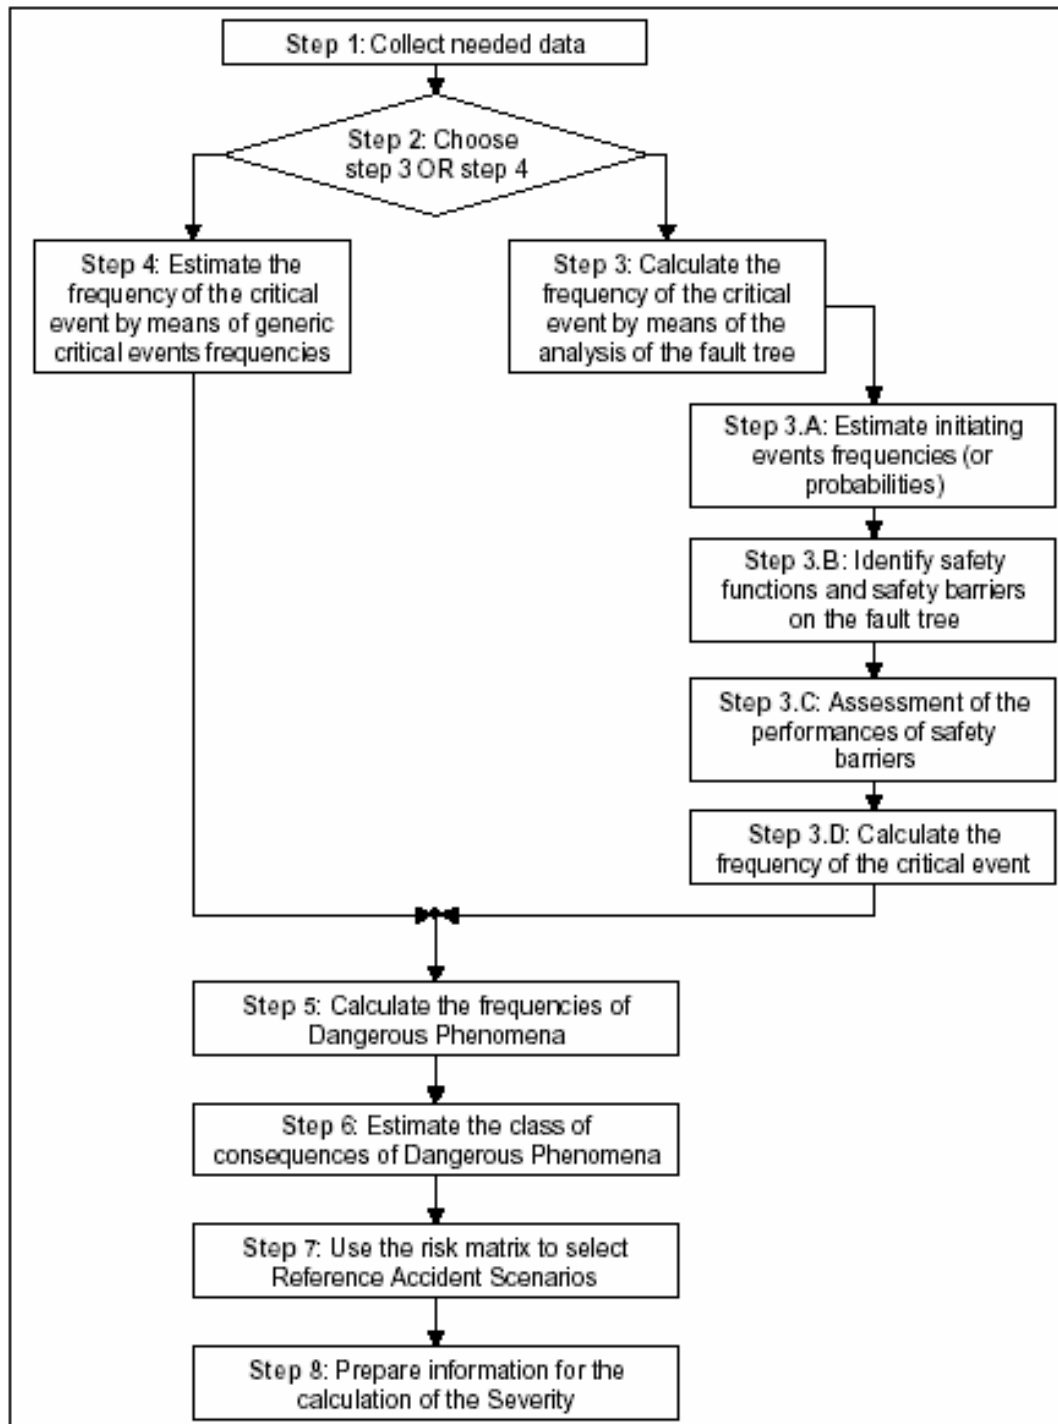 Step 1: Collect needed data
Step 2: Choose
step 3 OR step 4
Step 4: Estimate the
frequency of the critical
event by means of generic
critical events frequencies
Step 3: Calculate the
frequency of the critical
event by means of the
analysis of the fault tree
Step 3.A: Estimate initiating
events frequencies (or
probabilities)
Step 3.B: Identify safety
functions and safety barriers
on the fault tree
Step 3.C: Assessment of the
performances of safety
barriers
Step 3.D: Calculate the
frequency of the critical event
Step 5: Calculate the frequencies of
Dangerous Phenomena
Step 6: Estimate the class of
consequences of Dangerous Phenomena
Step 7: Use the risk matrix to select
Reference Accident Scenarios
Step 8: Prepare information for the
calculation of the Severity